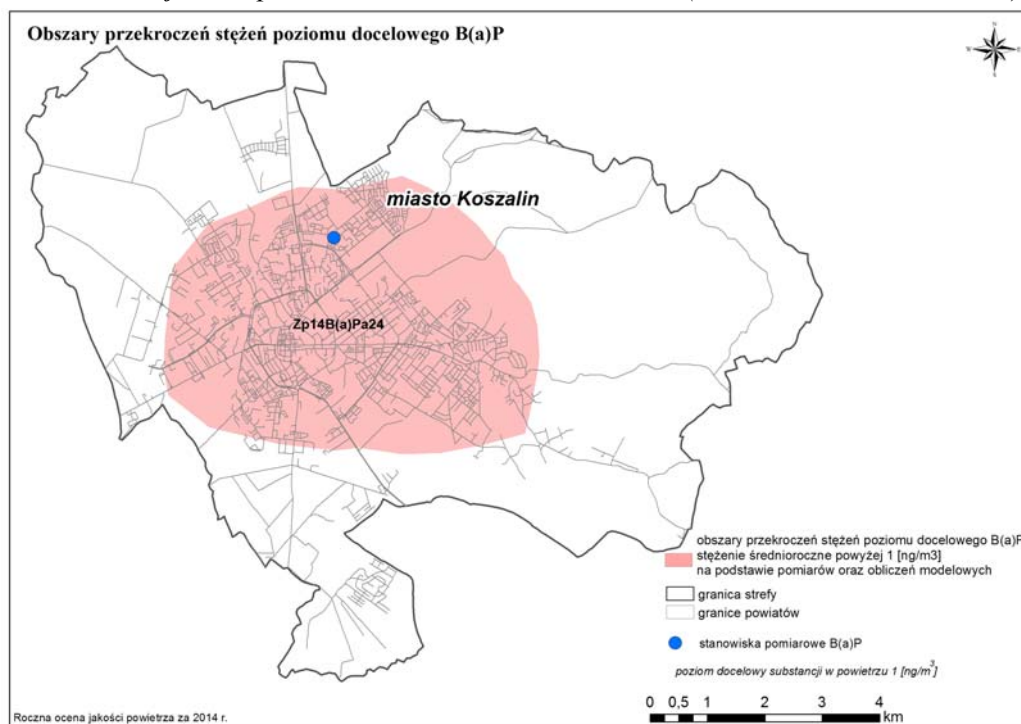 Obszary przekroczeń stężeń poziomu docelowego B(a)P
N
W
E
S
miasto Koszalin
Zp14B(a)Pa24
obszary przekroczeń stężeń poziomu docelowego B(a)P
stężenie średnioroczne powyżej 1 [ng/m3]
na podstawie pomiarów oraz obliczeń modelowych
granica strefy
granice powiatów
stanowiska pomiarowe B(a)P
poziom docelowy substancji w powietrzu 1 [ng/m3]
0 0,5 1 2 3 4
km
Roczna ocena jakości powietrza za 2014 r.